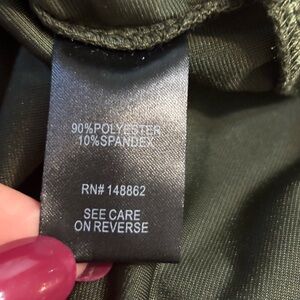 90%POLYESTER
10%SPANDEX
RN# 148862
SEE CARE
ON REVERSE